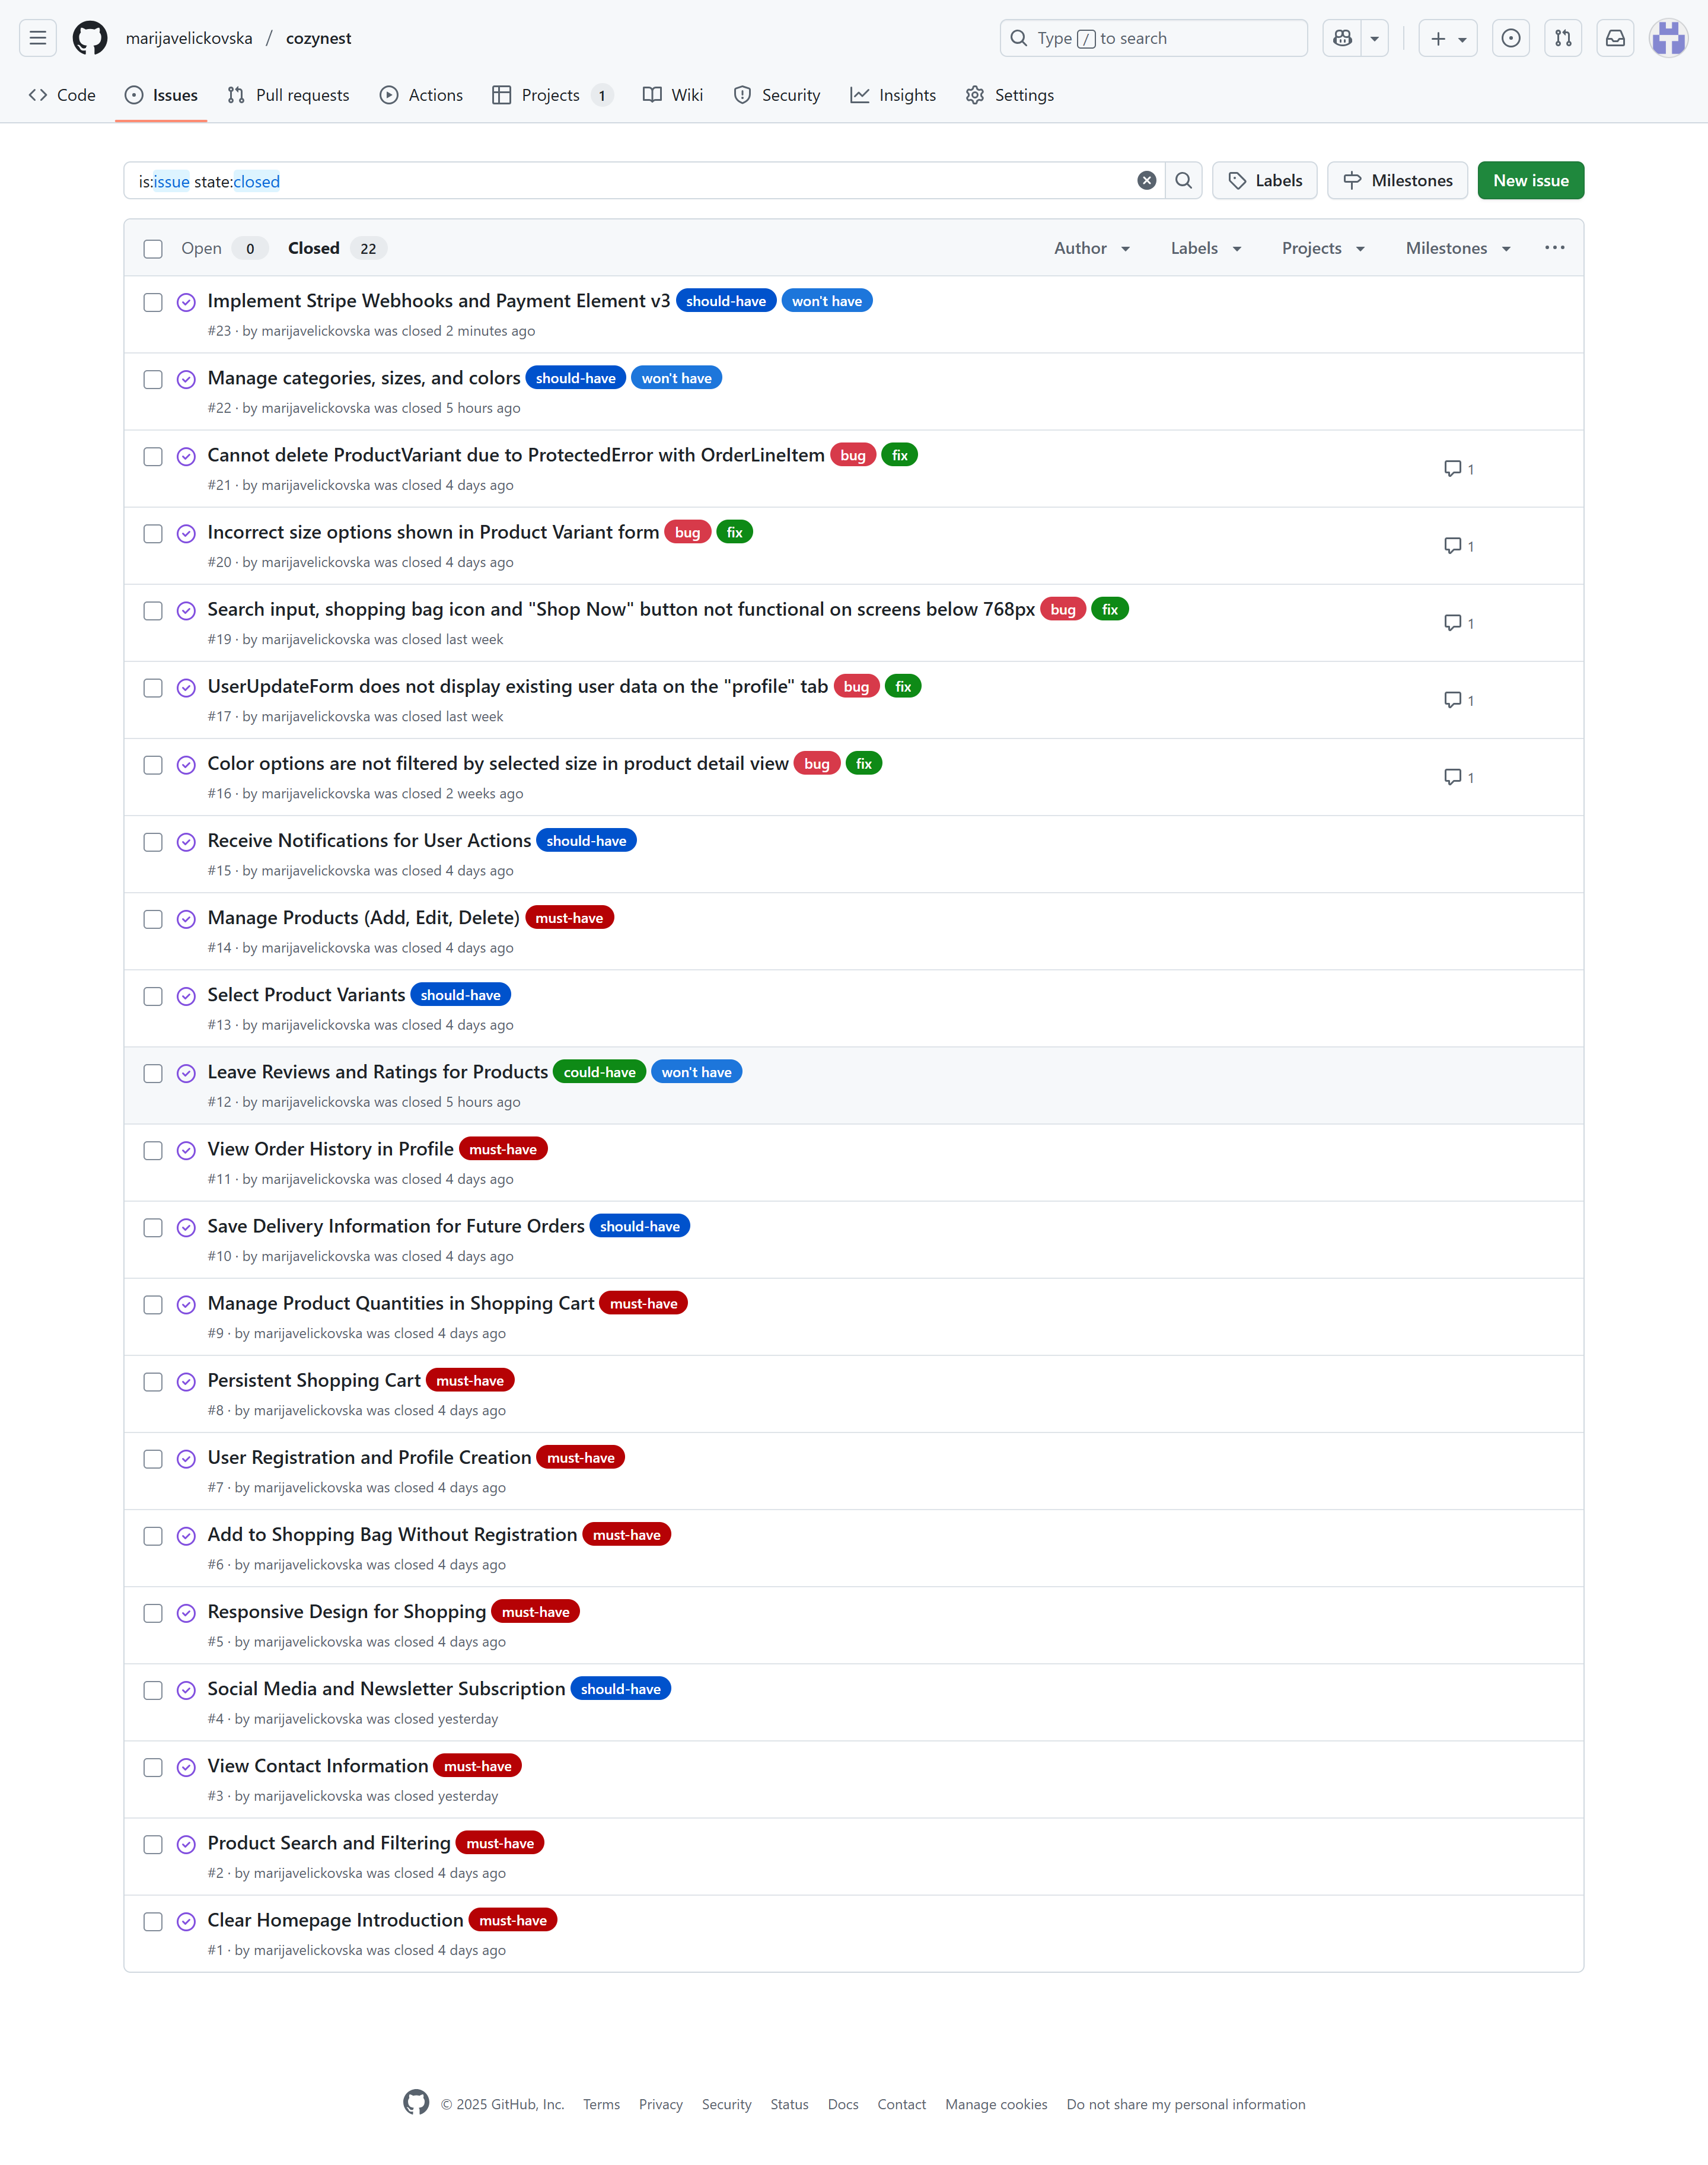 marijavelickovska / cozynest
Type / to search
Code Issues Pull requests Actions Projects 1 Wiki Security Insights Settings
is:issue state:closed
Labels Milestones New issue
Open 0 Closed 22 Author Labels Projects Milestones
Implement Stripe Webhooks and Payment Element v3 should-have won't have
#23 · by marijavelickovska was closed 2 minutes ago
Manage categories, sizes, and colors should-have won't have
#22 · by marijavelickovska was closed 5 hours ago
Cannot delete ProductVariant due to ProtectedError with OrderLineItem bug fix 1
#21 · by marijavelickovska was closed 4 days ago
Incorrect size options shown in Product Variant form bug fix 1
#20 · by marijavelickovska was closed 4 days ago
Search input, shopping bag icon and "Shop Now" button not functional on screens below 768px bug fix 1
#19 · by marijavelickovska was closed last week
UserUpdateForm does not display existing user data on the "profile" tab bug fix 1
#17 · by marijavelickovska was closed last week
Color options are not filtered by selected size in product detail view bug fix 1
#16 · by marijavelickovska was closed 2 weeks ago
Receive Notifications for User Actions should-have
#15 · by marijavelickovska was closed 4 days ago
Manage Products (Add, Edit, Delete) must-have
#14 · by marijavelickovska was closed 4 days ago
Select Product Variants should-have
#13 · by marijavelickovska was closed 4 days ago
Leave Reviews and Ratings for Products could-have won't have
#12 · by marijavelickovska was closed 5 hours ago
View Order History in Profile must-have
#11 · by marijavelickovska was closed 4 days ago
Save Delivery Information for Future Orders should-have
#10 · by marijavelickovska was closed 4 days ago
Manage Product Quantities in Shopping Cart must-have
#9 · by marijavelickovska was closed 4 days ago
Persistent Shopping Cart must-have
#8 · by marijavelickovska was closed 4 days ago
User Registration and Profile Creation must-have
#7 · by marijavelickovska was closed 4 days ago
Add to Shopping Bag Without Registration must-have
#6 · by marijavelickovska was closed 4 days ago
Responsive Design for Shopping must-have
#5 · by marijavelickovska was closed 4 days ago
Social Media and Newsletter Subscription should-have
#4 · by marijavelickovska was closed yesterday
View Contact Information must-have
#3 · by marijavelickovska was closed yesterday
Product Search and Filtering must-have
#2 · by marijavelickovska was closed 4 days ago
Clear Homepage Introduction must-have
#1 · by marijavelickovska was closed 4 days ago
© 2025 GitHub, Inc. Terms Privacy Security Status Docs Contact Manage cookies Do not share my personal information